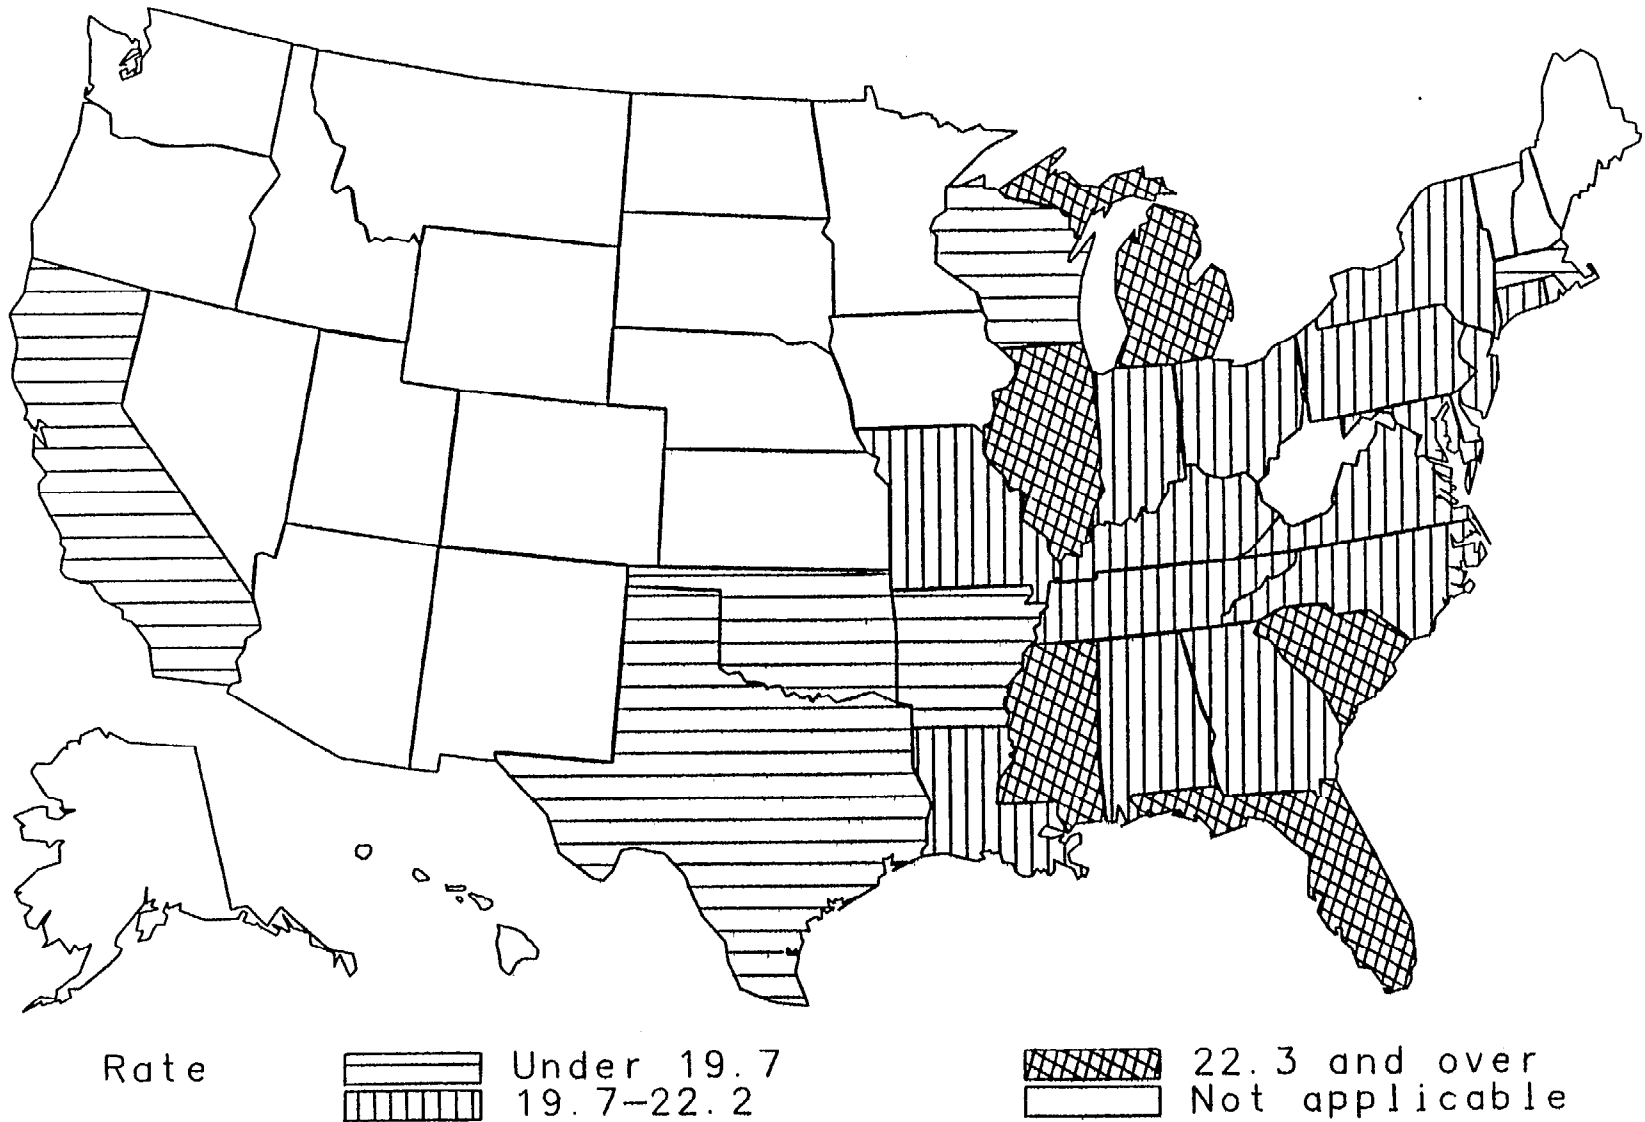 Rate
Under 19.7
19.7-22.2
22.3 and over
Not applicable